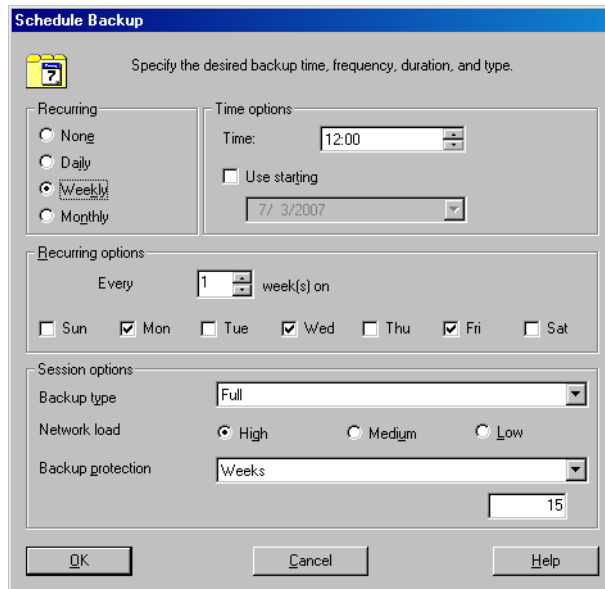 Schedule Backup
Specify the desired backup time, frequency, duration, and type.
Recurring
None
Daily
Weekly
Monthly
Time options
Time: 12:00
Use starting
7/ 3/2007
Recurring options
Every 1 week(s) on
Sun Mon Tue Wed Thu Fri Sat
Session options
Backup type Full
Network load High Medium Low
Backup protection Weeks
15
OK Cancel Help